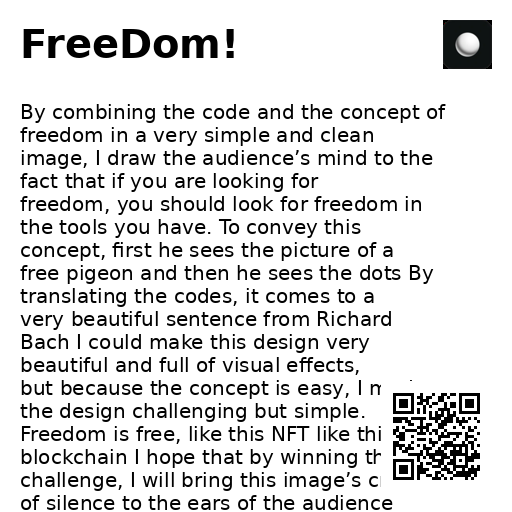 FreeDom!
By combining the code and the concept of
freedom in a very simple and clean
image, I draw the audience’s mind to the
fact that if you are looking for
freedom, you should look for freedom in
the tools you have. To convey this
concept, first he sees the picture of a
free pigeon and then he sees the dots By
translating the codes, it comes to a
very beautiful sentence from Richard
Bach I could make this design very
beautiful and full of visual effects,
but because the concept is easy, I
the design challenging but simple.
Freedom is free, like this NFT like
blockchain I hope that by winning
challenge, I will bring this image’s
of silence to the ears of the audience